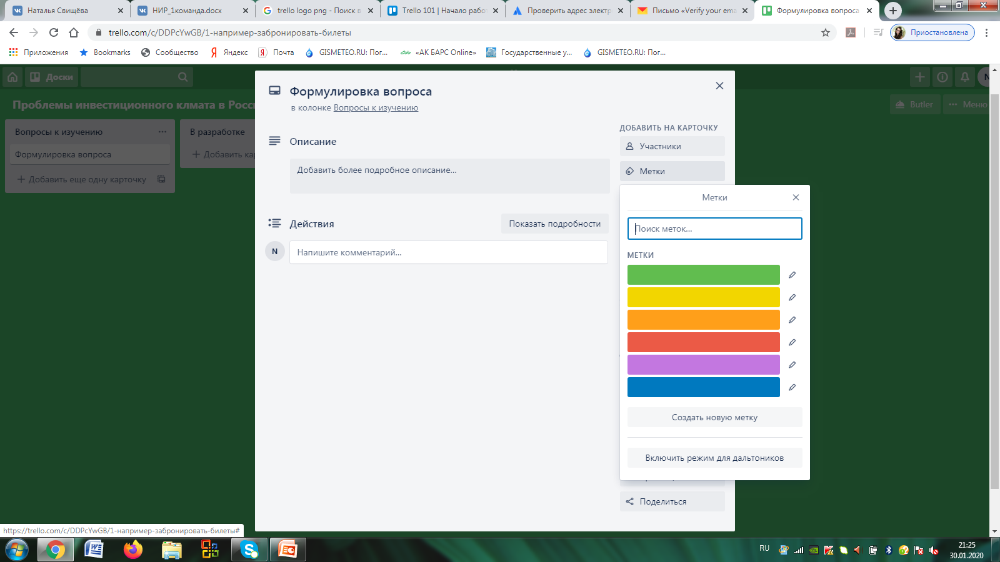 Наталья Свищёва
НИР_1команда.docx
trello logo png - Поиск в
Trello 101 | Начало рабо
Проверить адрес электр
Письмо «Verify your ema
Формулировка вопроса
trello.com/c/DDPcYwGB/1-например-забронировать-билеты
Приостановлена
Приложения
Bookmarks
Сообщество
Яндекс
Почта
GISMETEO.RU: Пог...
«АК БАРС Online»
Государственные у...
GISMETEO.RU: Пог...
Доски
N
Проблемы инвестиционного клмата в Росс
Butler
Меню
Вопросы к изучению
Формулировка вопроса
Добавить еще одну карточку
В разработке
Добавить ка
Формулировка вопроса
в колонке Вопросы к изучению
Описание
Добавить более подробное описание...
Действия
Показать подробности
N
Напишите комментарий...
ДОБАВИТЬ НА КАРТОЧКУ
Участники
Метки
Метки
Поиск меток...
МЕТКИ
Создать новую метку
Включить режим для дальтоников
Поделиться
https://trello.com/c/DDPcYwGB/1-например-забронировать-билеты#
RU
21:25
30.01.2020